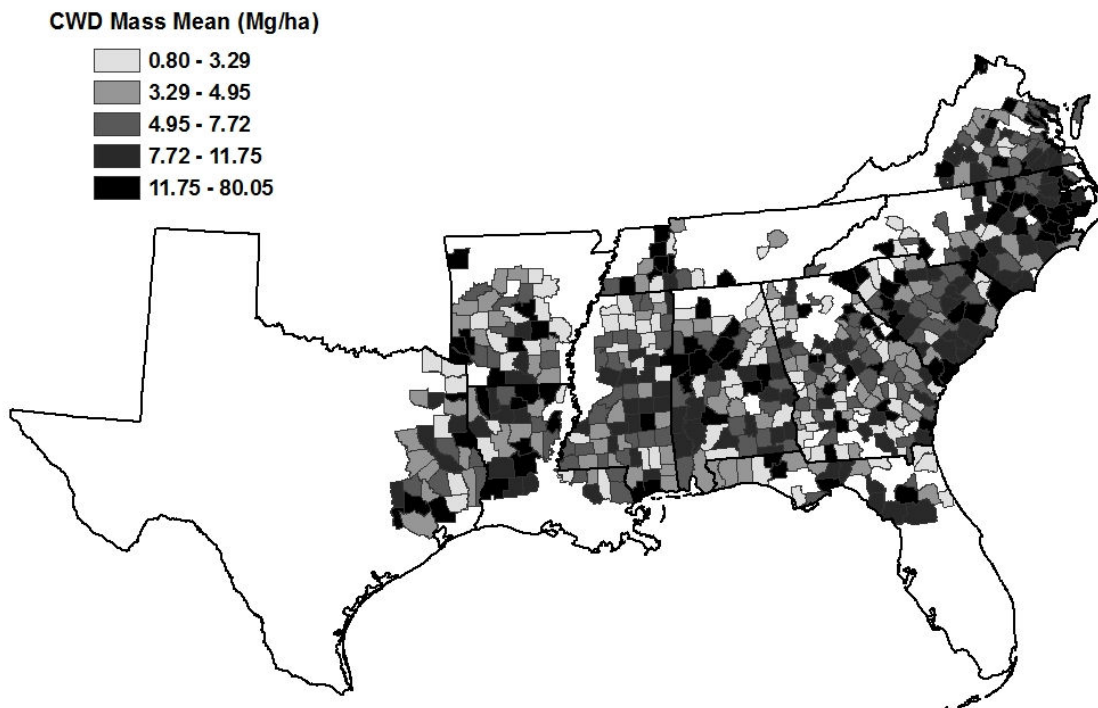 CWD Mass Mean (Mg/ha)
0.80 - 3.29
3.29 - 4.95
4.95 - 7.72
7.72 - 11.75
11.75 - 80.05